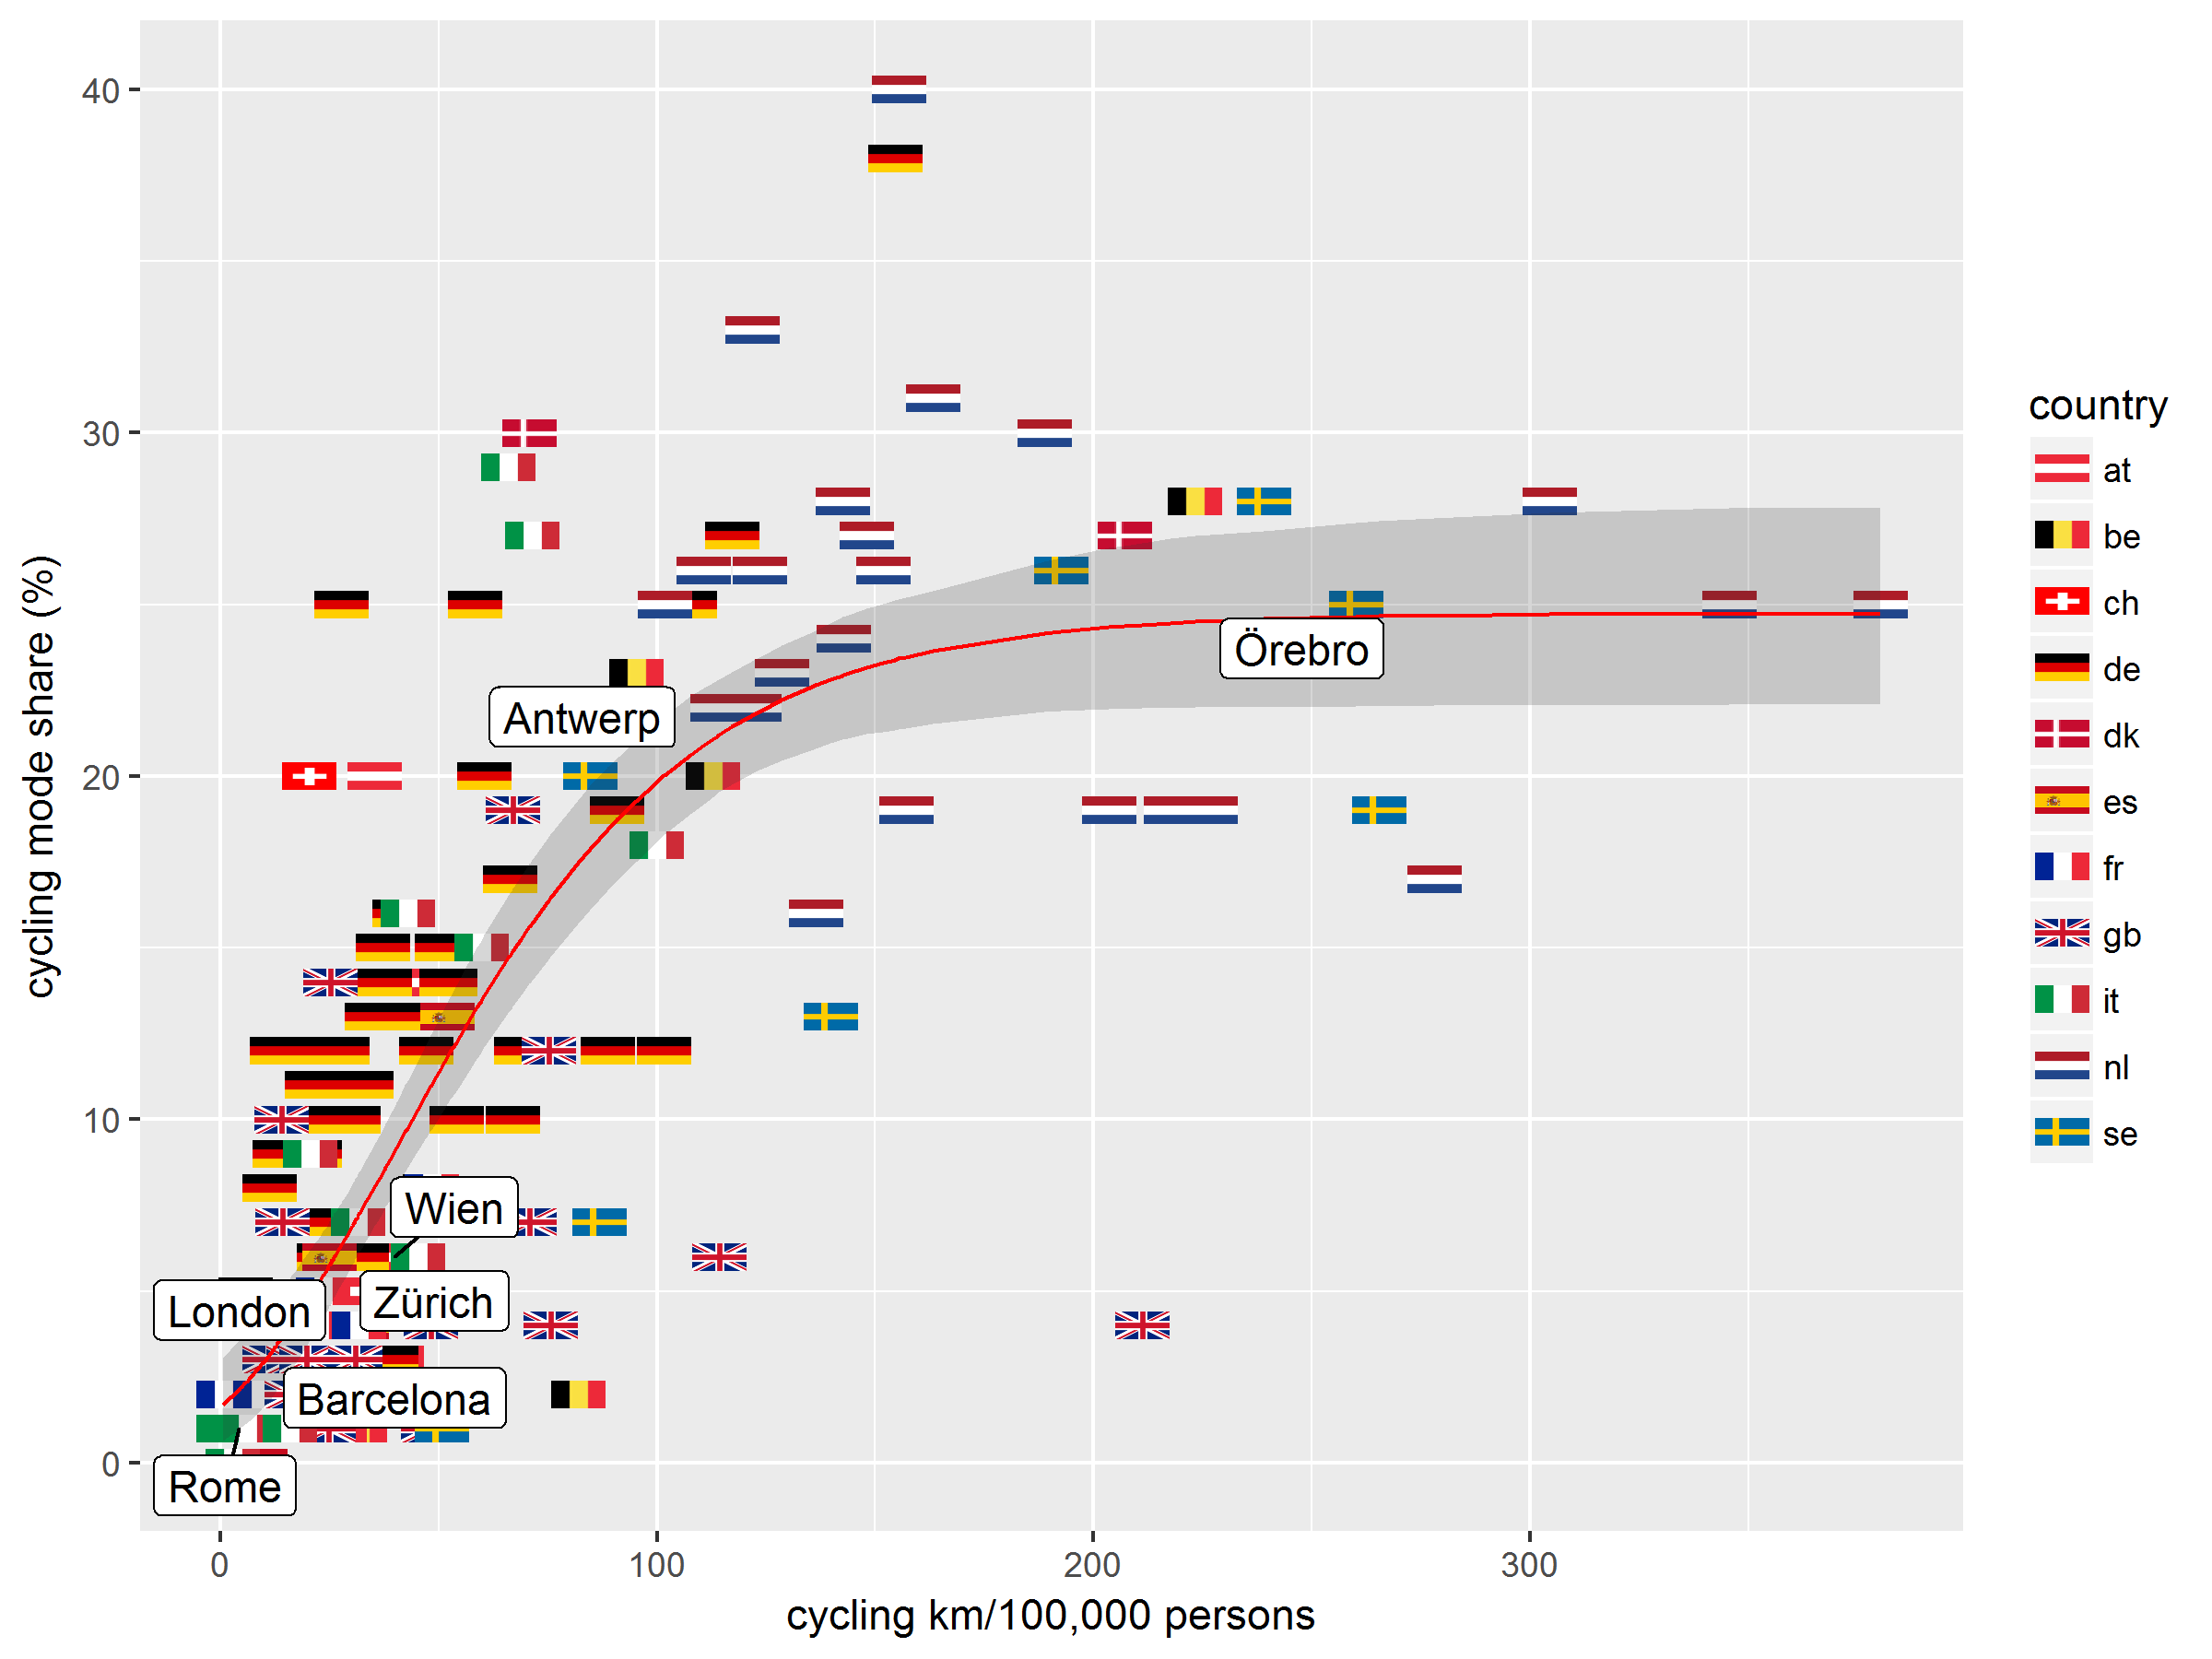 cycling mode share (%)
40
30
20
10
0
Örebro
Antwerp
Wien
Zürich
London
Barcelona
Rome
0
100
200
300
cycling km/100,000 persons
country
at
be
ch
de
dk
es
fr
gb
it
nl
se